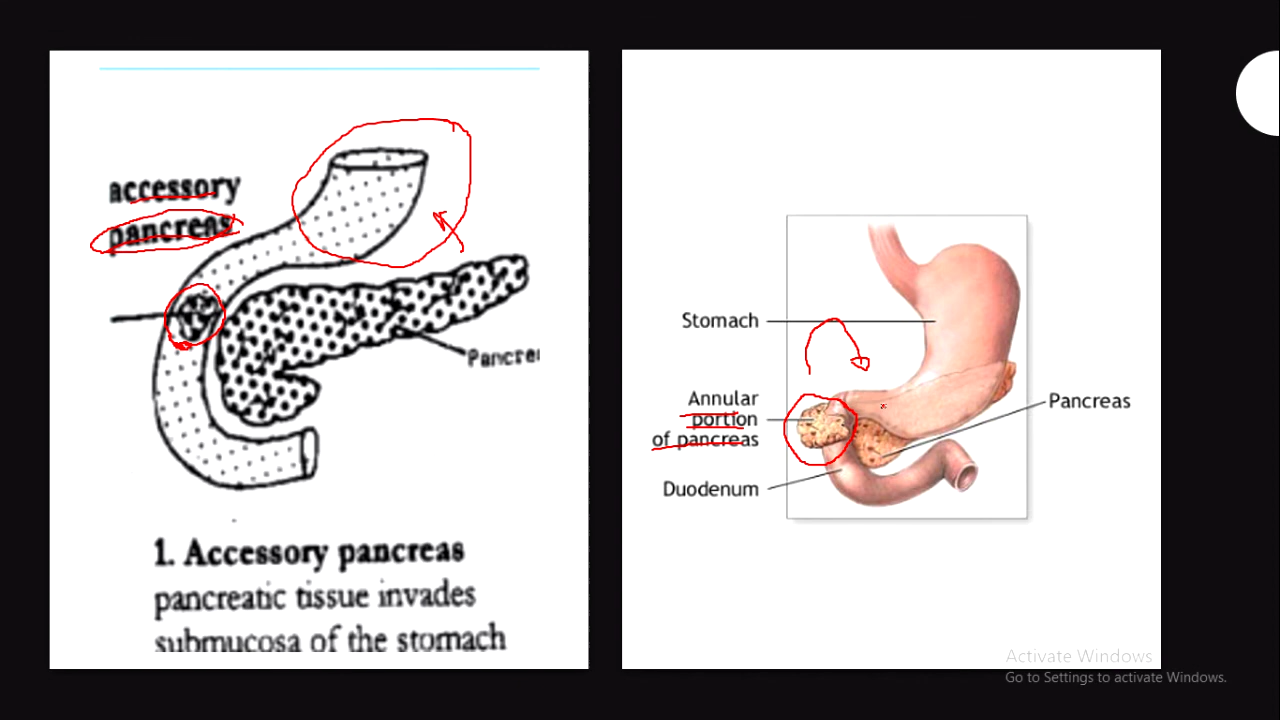 accessory
pancreas
1. Accessory pancreas
pancreatic tissue invades
submucosa of the stomach
Stomach
Annular
portion
of pancreas
Pancreas
Duodenum
Activate Windows
Go to Settings to activate Windows.